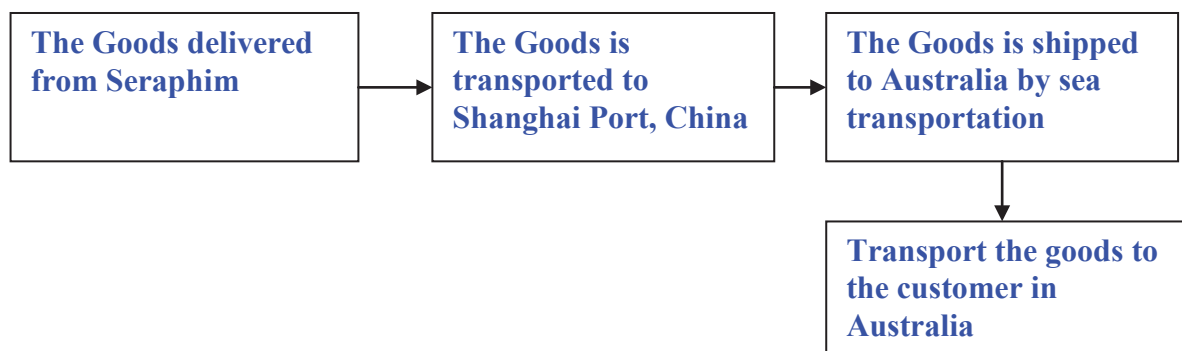 The Goods delivered
from Seraphim
The Goods is
transported to
Shanghai Port, China
The Goods is shipped
to Australia by sea
transportation
Transport the goods to
the customer in
Australia